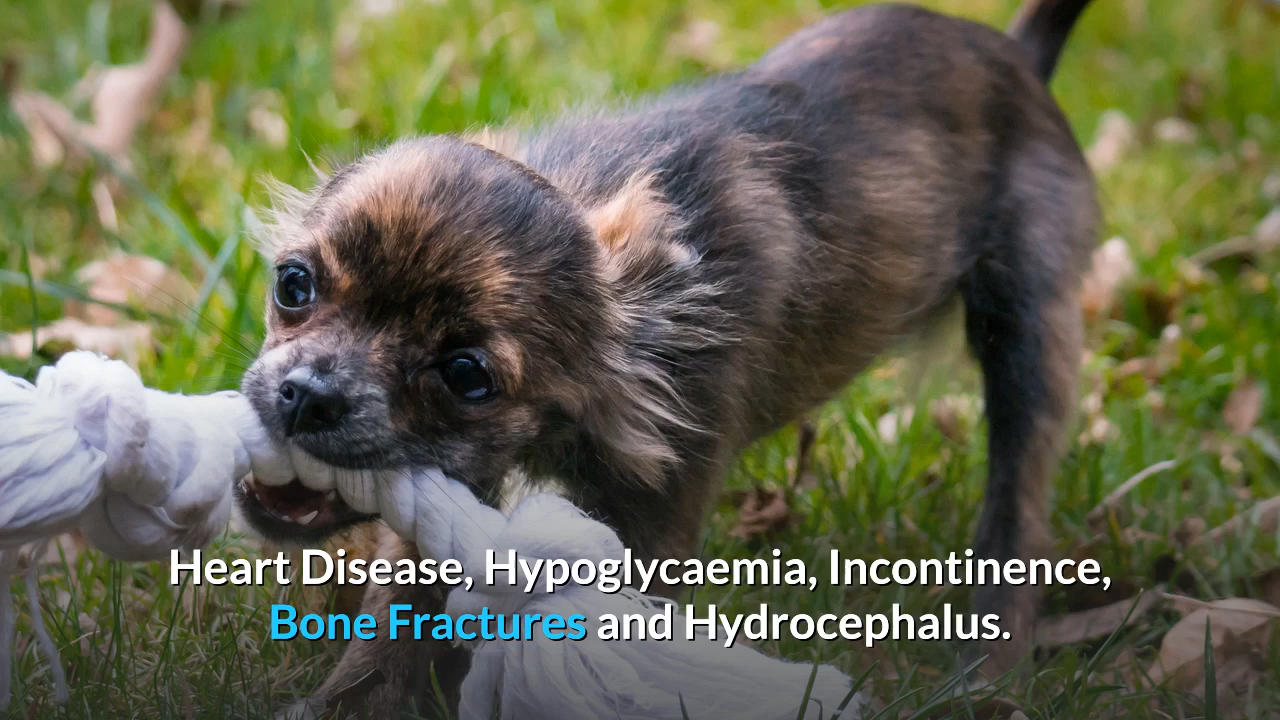 Heart Disease, Hypoglycaemia, Incontinence,
Bone Fractures and Hydrocephalus.